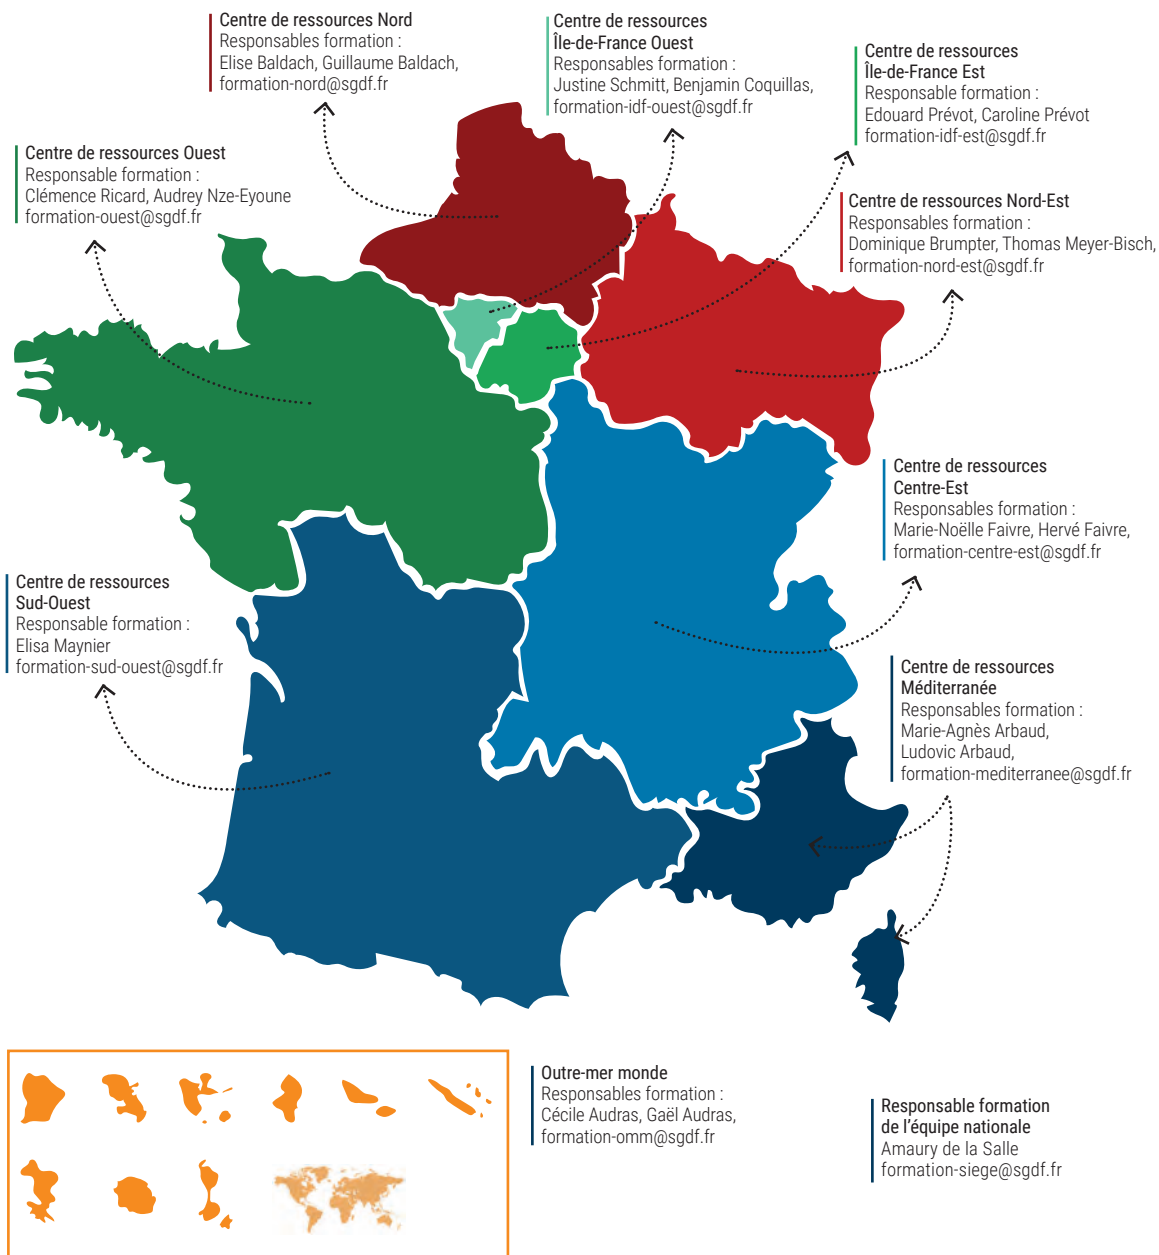 Centre de ressources Nord
Responsables formation :
Elise Baldach, Guillaume Baldach,
formation-nord@sgdf.fr
Centre de ressources
Île-de-France Ouest
Responsables formation :
Justine Schmitt, Benjamin Coquillas,
formation-idf-ouest@sgdf.fr
Centre de ressources
Île-de-France Est
Responsable formation :
Edouard Prévot, Caroline Prévot
formation-idf-est@sgdf.fr
Centre de ressources Ouest
Responsable formation :
Clémence Ricard, Audrey Nze-Eyoune
formation-ouest@sgdf.fr
Centre de ressources Nord-Est
Responsables formation :
Dominique Brumpter, Thomas Meyer-Bisch,
formation-nord-est@sgdf.fr
Centre de ressources
Centre-Est
Responsables formation :
Marie-Noëlle Faivre, Hervé Faivre,
formation-centre-est@sgdf.fr
Centre de ressources
Sud-Ouest
Responsable formation :
Elisa Maynier
formation-sud-ouest@sgdf.fr
Centre de ressources
Méditerranée
Responsables formation :
Marie-Agnès Arbaud,
Ludovic Arbaud,
formation-mediterranee@sgdf.fr
Outre-mer monde
Responsables formation :
Cécile Audras, Gaël Audras,
formation-omm@sgdf.fr
Responsable formation
de l'équipe nationale
Amaury de la Salle
formation-siege@sgdf.fr